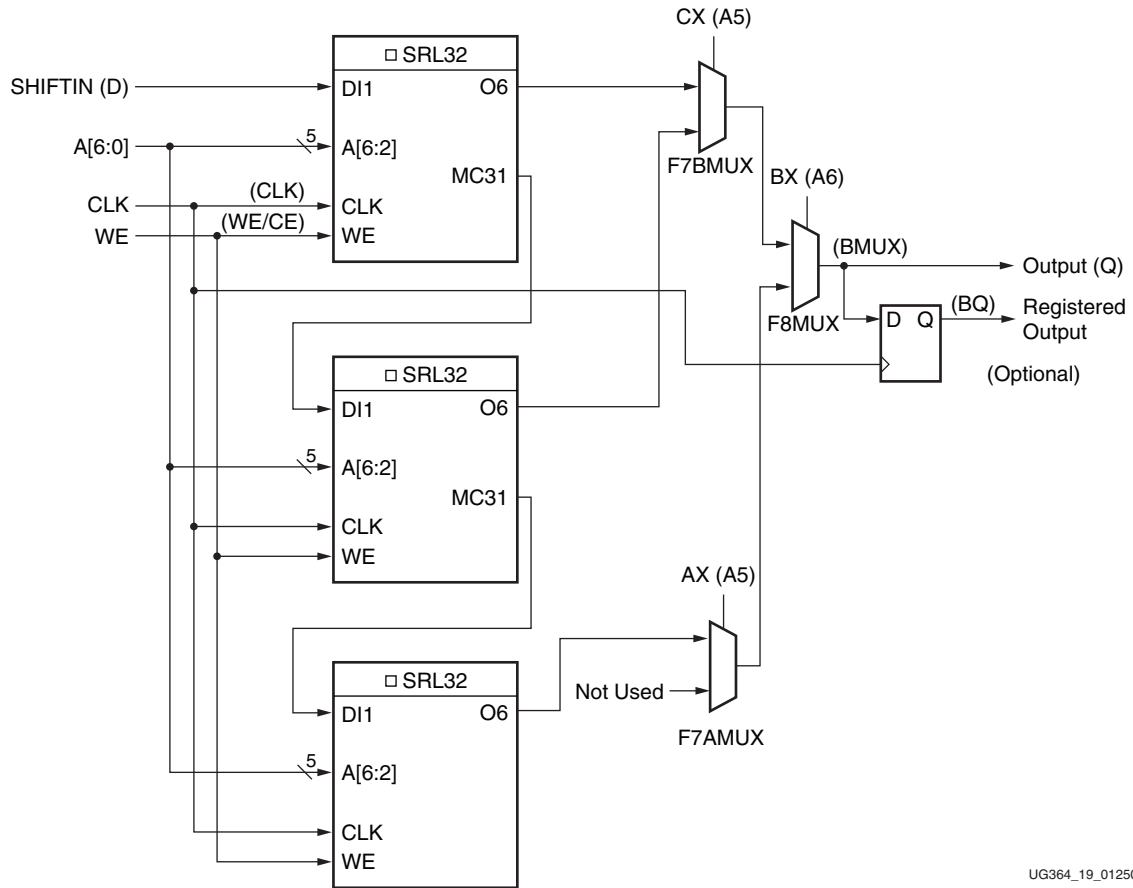 CX (A5)
□ SRL32
SHIFTIN (D)
DI1
O6
A[6:0]
5
A[6:2]
F7BMUX
MC31
BX (A6)
CLK
(CLK)
CLK
WE
(WE/CE)
WE
(BMUX)
Output (Q)
F8MUX
(BQ)
Registered
Output
D Q
(Optional)
□ SRL32
DI1
O6
5
A[6:2]
MC31
CLK
WE
AX (A5)
□ SRL32
Not Used
DI1
O6
F7AMUX
5
A[6:2]
CLK
WE
UG364_19_01250